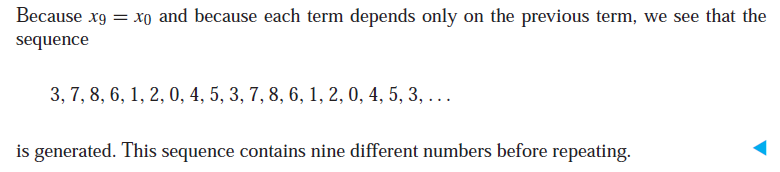 Because x₉ = x₀ and because each term depends only on the previous term, we see that the
sequence
3, 7, 8, 6, 1, 2, 0, 4, 5, 3, 7, 8, 6, 1, 2, 0, 4, 5, 3, . . .
is generated. This sequence contains nine different numbers before repeating.